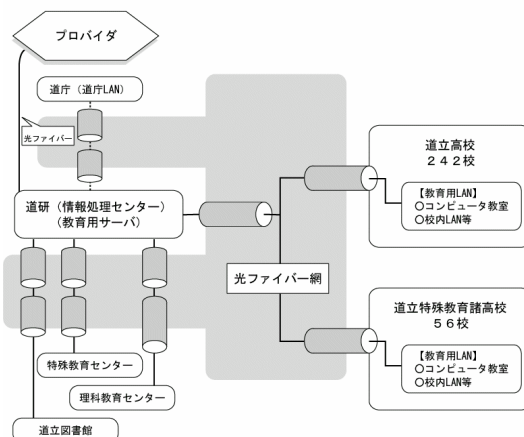 プロバイダ
道庁（道庁LAN）
光ファイバー
道研（情報処理センター）
（教育用サーバ）
光ファイバー網
道立高校
２４２校
【教育用LAN】
○コンピュータ教室
○校内LAN等
道立特殊教育諸高校
５６校
【教育用LAN】
○コンピュータ教室
○校内LAN等
特殊教育センター
理科教育センター
道立図書館